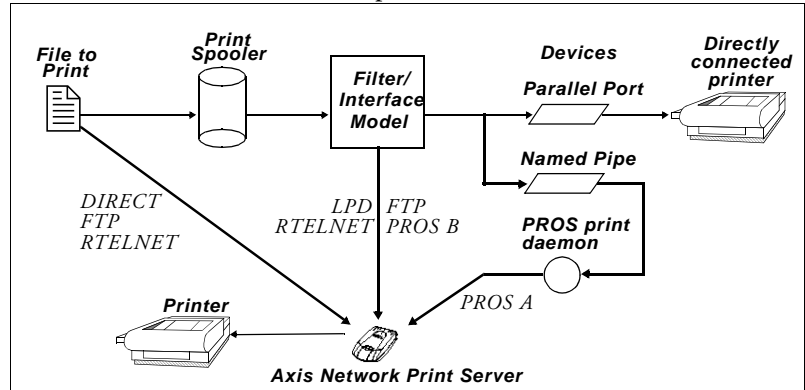 File to
Print
Print
Spooler
Filter/
Interface
Model
Devices
Parallel Port
Directly
connected
printer
Named Pipe
DIRECT
FTP
RTELNET
LPD FTP
RTELNET PROS B
PROS print
daemon
PROS A
Printer
Axis Network Print Server